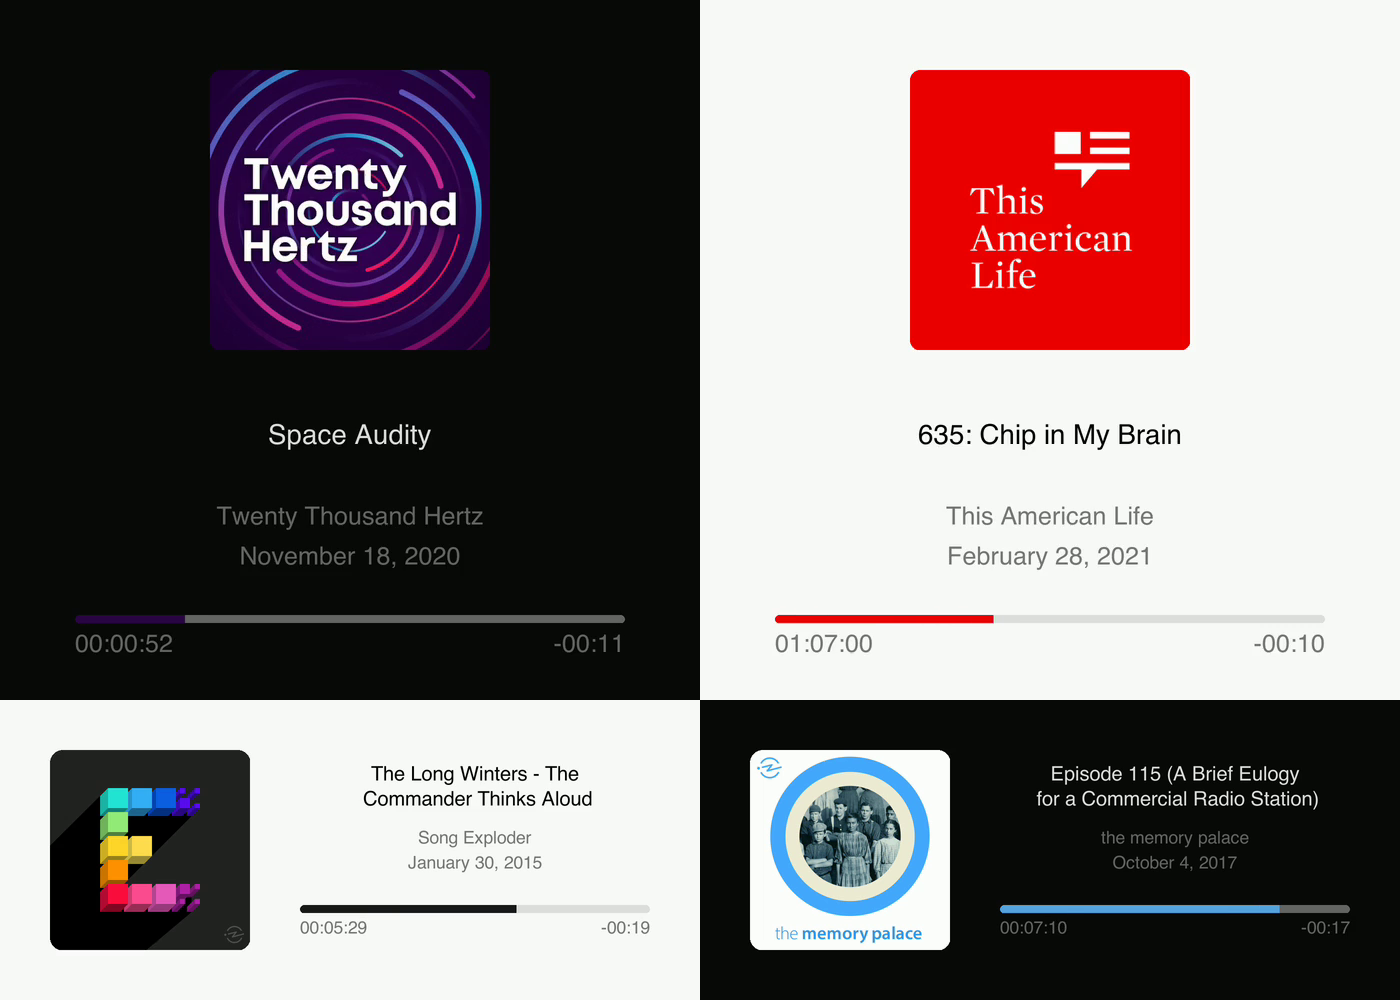 Twenty
Thousand
Hertz
Space Audity
Twenty Thousand Hertz
November 18, 2020
00:00:52
-00:11
This
American
Life
635: Chip in My Brain
This American Life
February 28, 2021
01:07:00
-00:10
The Long Winters - The
Commander Thinks Aloud
Song Exploder
January 30, 2015
00:05:29
-00:19
the memory palace
Episode 115 (A Brief Eulogy
for a Commercial Radio Station)
the memory palace
October 4, 2017
00:07:10
-00:17